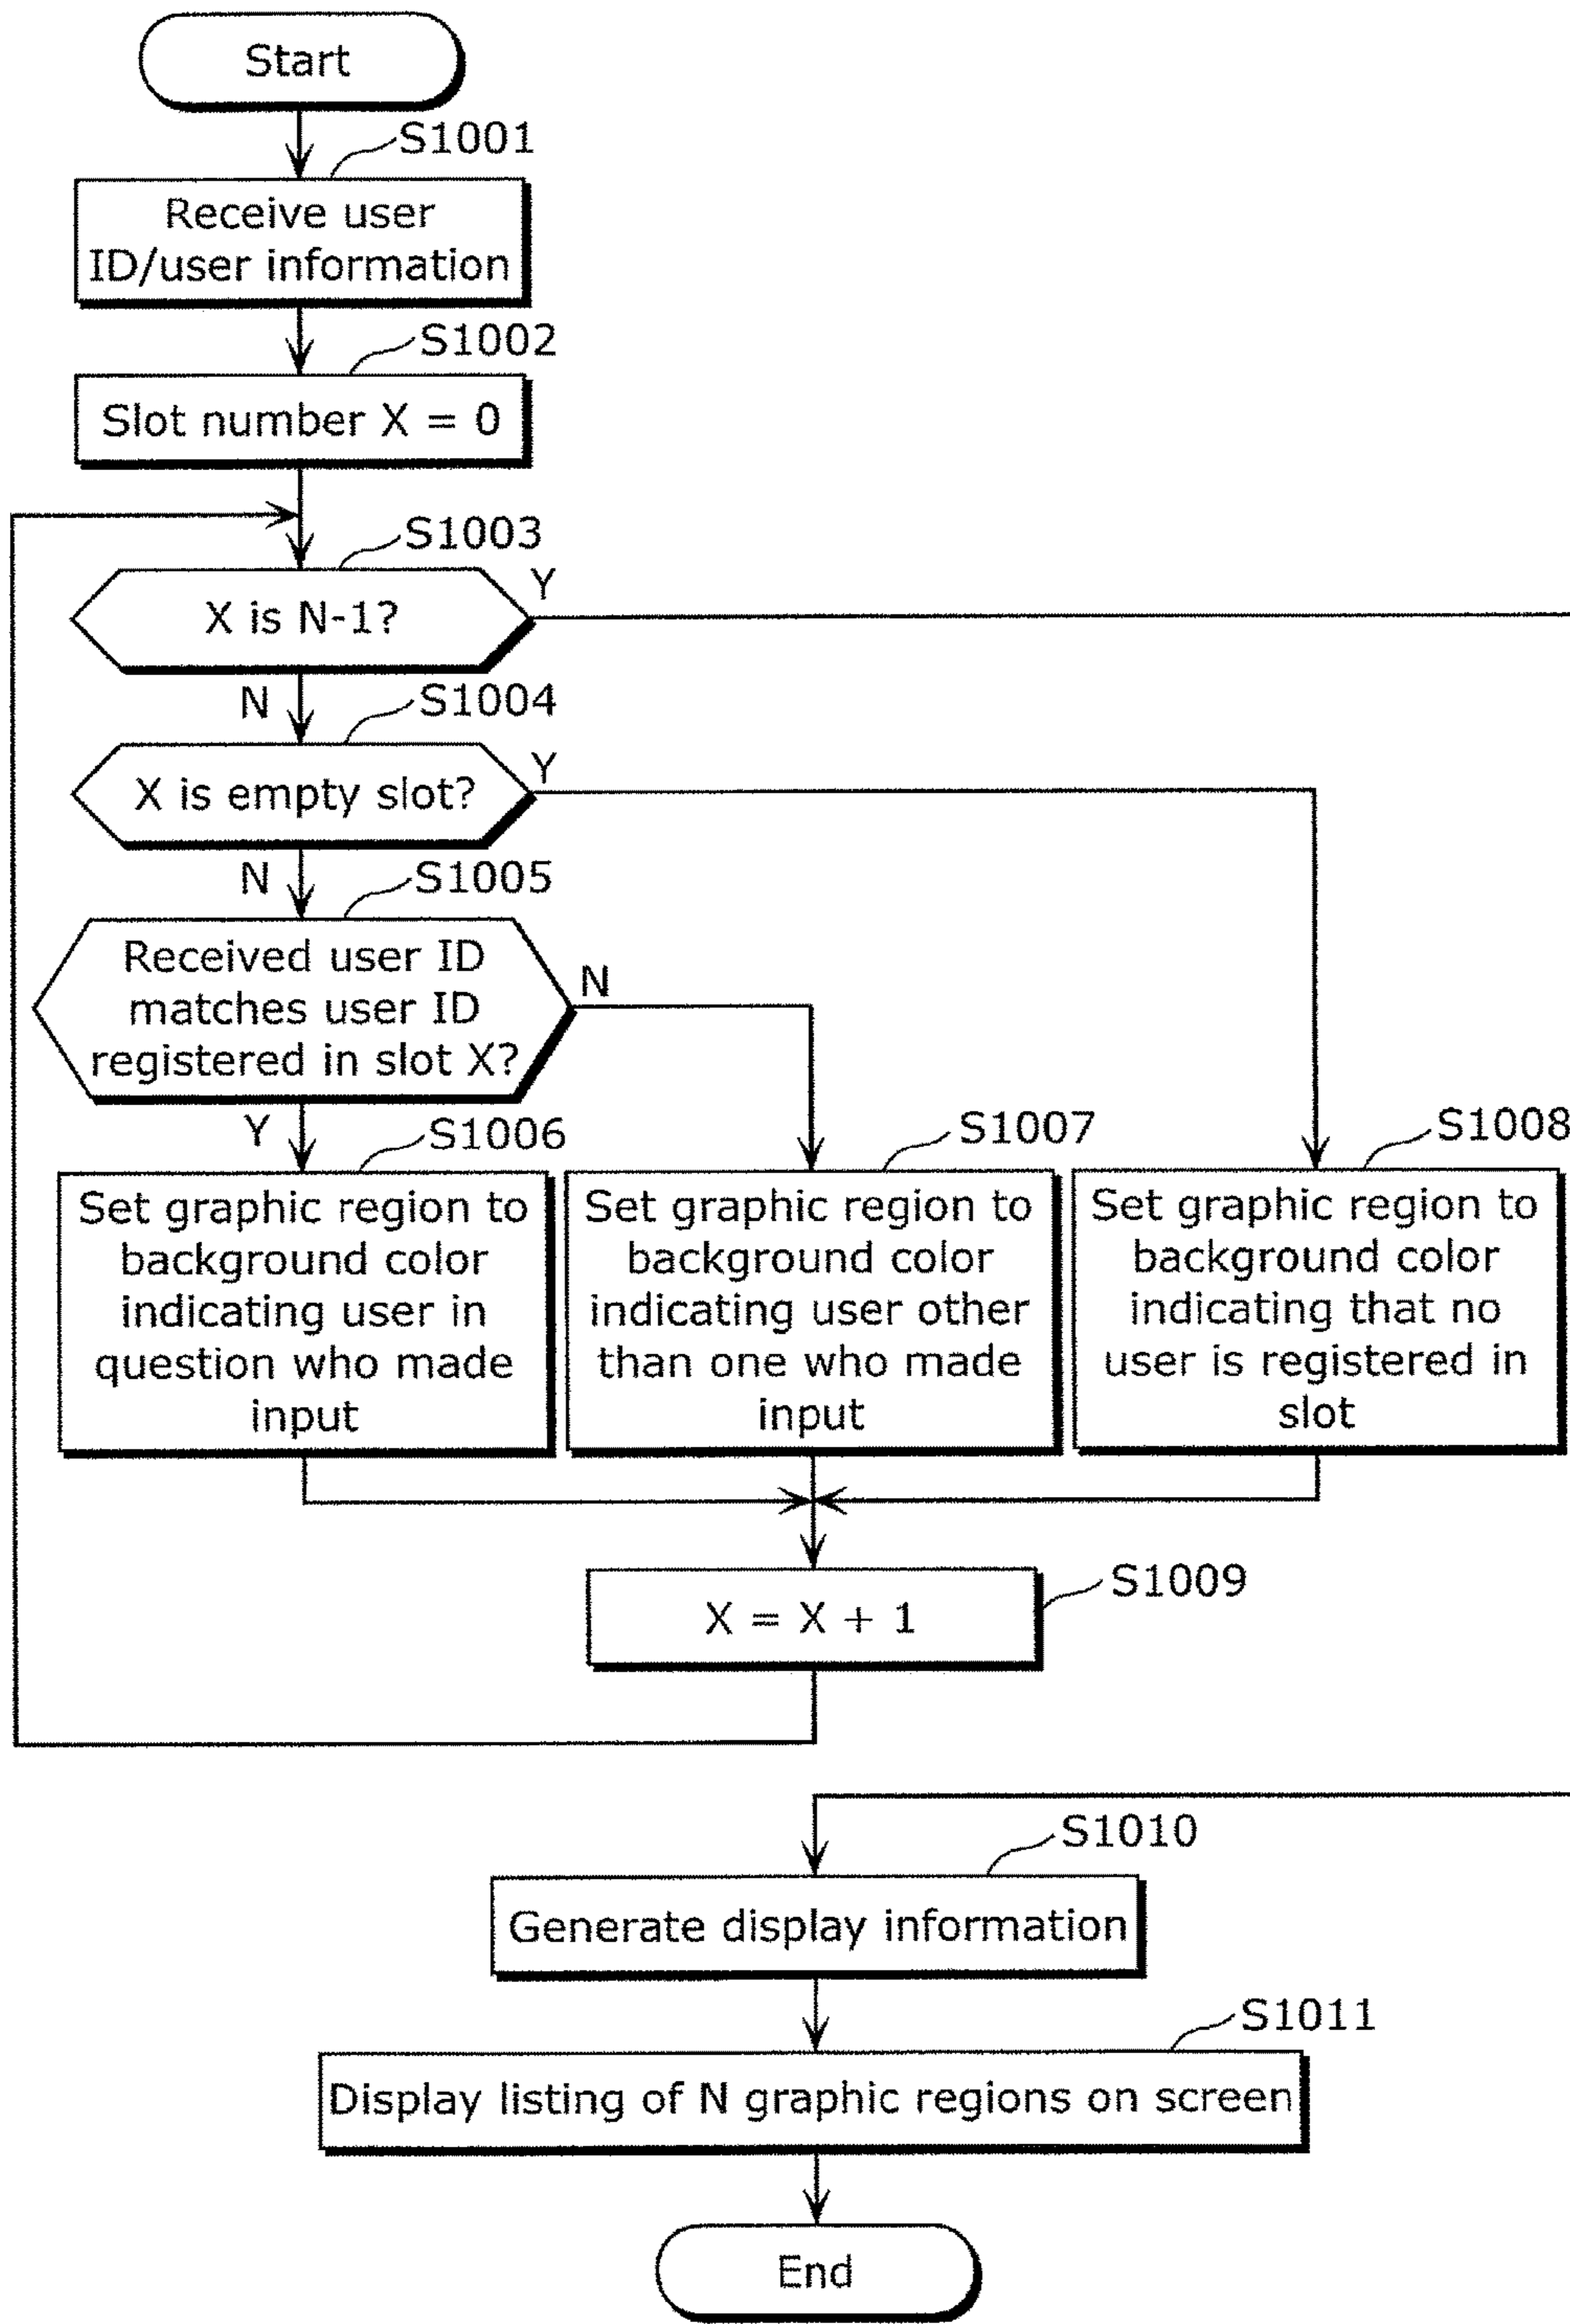 Start
S1001
Receive user
ID/user information
S1002
Slot number X = 0
S1003
X is N-1?
Y
N
S1004
X is empty slot?
Y
N
S1005
Received user ID
matches user ID
registered in slot X?
N
Y
S1006
Set graphic region to
background color
indicating user in
question who made
input
S1007
Set graphic region to
background color
indicating user other
than one who made
input
S1008
Set graphic region to
background color
indicating that no
user is registered in
slot
S1009
X = X + 1
S1010
Generate display information
S1011
Display listing of N graphic regions on screen
End